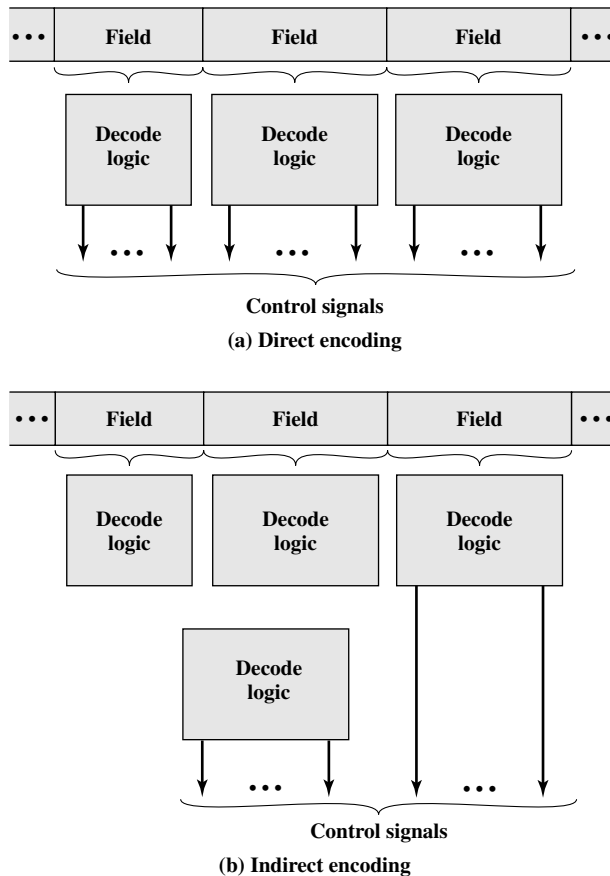 ••• Field Field Field •••
Decode Decode Decode
logic logic logic
••• ••• •••
Control signals
(a) Direct encoding
••• Field Field Field •••
Decode Decode Decode
logic logic logic
Decode
logic
••• •••
Control signals
(b) Indirect encoding